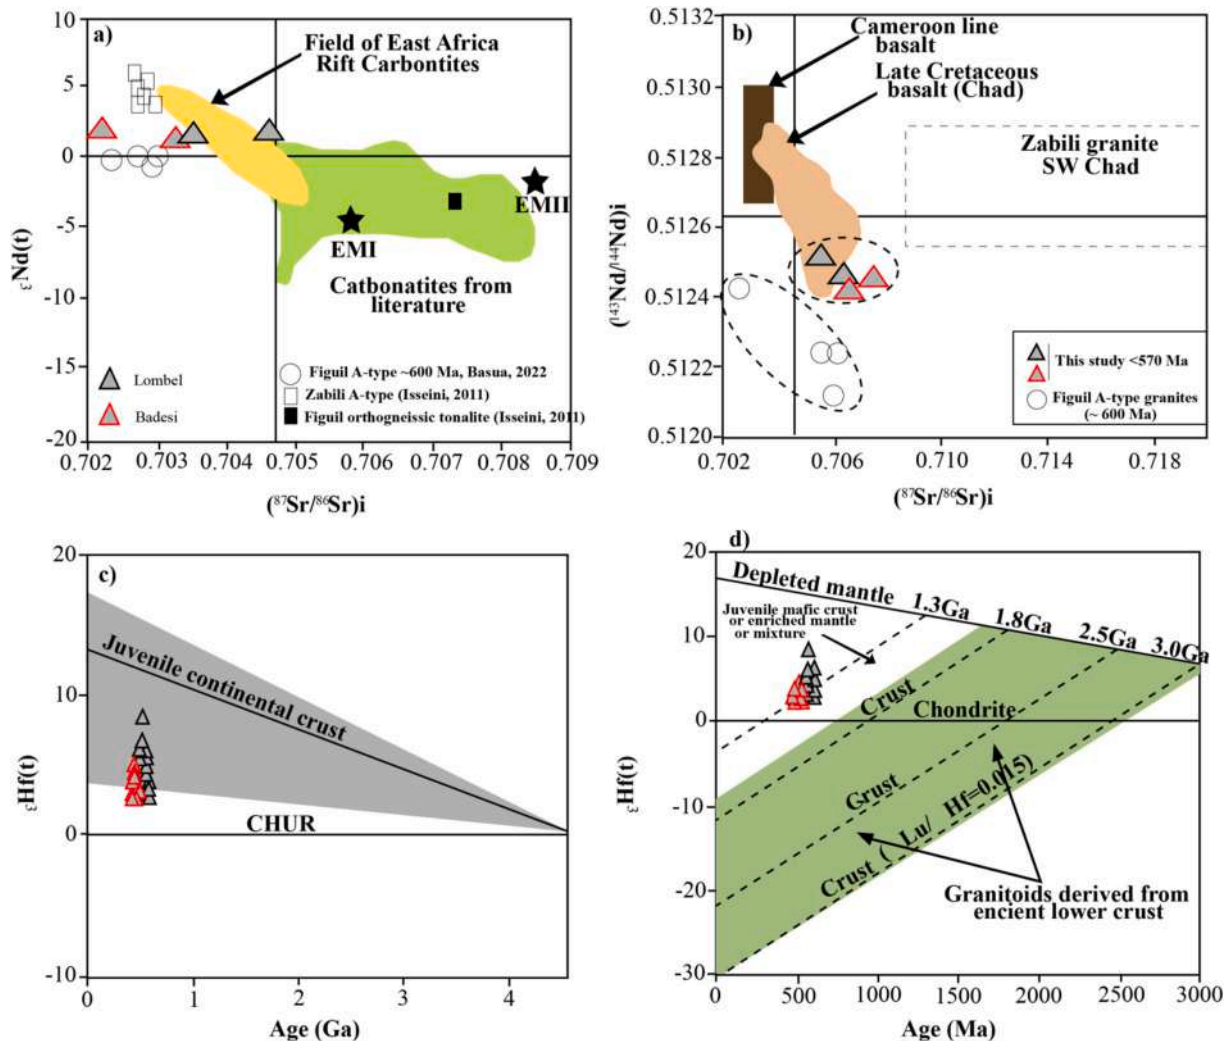 a)
Field of East Africa
Rift Carbontites
EMI
EMII
Catbonatites from
literature
Lombel
Badesi
Figuil A-type ~600 Ma, Basua, 2022
Zabili A-type (Isseini, 2011)
Figuil orthogneissic tonalite (Isseini, 2011)
10
5
0
-5
-10
-15
-20
εNd(t)
0.702
0.703
0.704
0.705
0.706
0.707
0.708
0.709
(⁸⁷Sr/⁸⁶Sr)i
b)
Cameroon line
basalt
Late Cretaceous
basalt (Chad)
Zabili granite
SW Chad
This study <570 Ma
Figuil A-type granites
(~ 600 Ma)
0.5132
0.5130
0.5128
0.5126
0.5124
0.5122
0.5120
(¹⁴³Nd/¹⁴⁴Nd)i
0.702
0.706
0.710
0.714
0.718
(⁸⁷Sr/⁸⁶Sr)i
c)
Juvenile continental crust
CHUR
20
10
0
-10
εHf(t)
0
1
2
3
4
Age (Ga)
d)
Depleted mantle
1.3Ga
1.8Ga
2.5Ga
3.0Ga
Juvenile mafic crust
or enriched mantle
or mixture
Crust
Chondrite
Grust
Crust ( Lu/ Hf=0.015)
Granitoids derived from
encient lower crust
20
10
0
-10
-20
-30
εHf(t)
0
500
1000
1500
2000
2500
3000
Age (Ma)